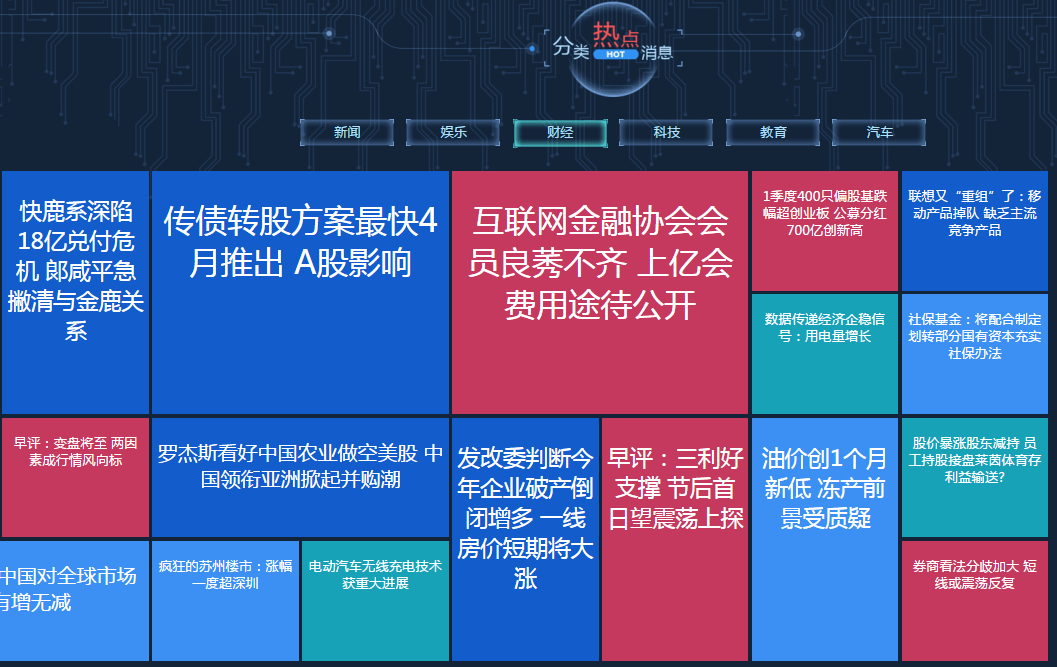 分类热点消息
HOT
新闻
娱乐
财经
科技
教育
汽车
快鹿系深陷
18亿兑付危
机 郎咸平急
撇清与金鹿关
系
传债转股方案最快4
月推出 A股影响
互联网金融协会会
员良莠不齐 上亿会
费用途待公开
1季度400只偏股基跌
幅超创业板 公募分红
700亿创新高
联想又“重组”了：移
动产品掉队 缺乏主流
竞争产品
数据传递经济企稳信
号：用电量增长
社保基金：将配合制定
划转部分国有资本充实
社保办法
早评：变盘将至 两因
素成行情风向标
罗杰斯看好中国农业做空美股 中
国领衔亚洲掀起并购潮
发改委判断今
年企业破产倒
闭增多 一线
房价短期将大
涨
早评：三利好
支撑 节后首
日望震荡上探
油价创1个月
新低 冻产前
景受质疑
股价暴涨股东减持 员
工持股接盘莱茵体育存
利益输送？
中国对全球市场
有增无减
疯狂的苏州楼市：涨幅
一度超深圳
电动汽车无线充电技术
获重大进展
券商看法分歧加大 短
线或震荡反复